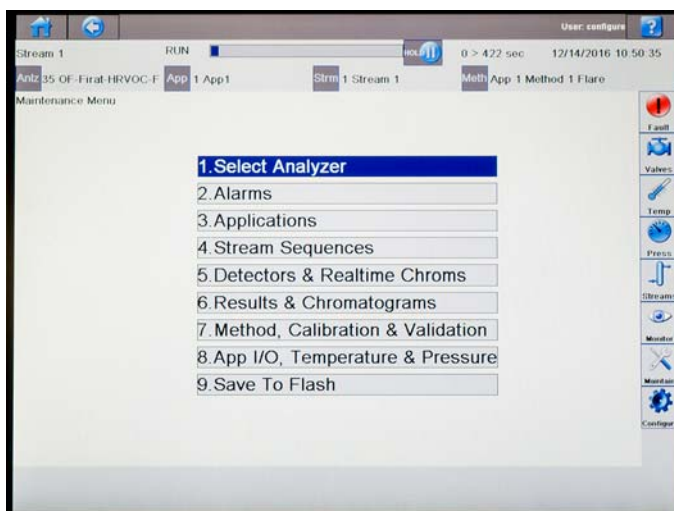 User: configure
Stream 1 RUN HOLD 0 > 422 sec 12/14/2016 10:50:35
Anlz 35 OF-Firat-HRVOC-F App 1 App1 Strm 1 Stream 1 Meth App 1 Method 1 Flare
Maintenance Menu
1.Select Analyzer
2.Alarms
3.Applications
4.Stream Sequences
5.Detectors & Realtime Chroms
6.Results & Chromatograms
7.Method, Calibration & Validation
8.App I/O, Temperature & Pressure
9.Save To Flash
Fault
Valves
Temp
Press
Streams
Monitor
Maintain
Configur